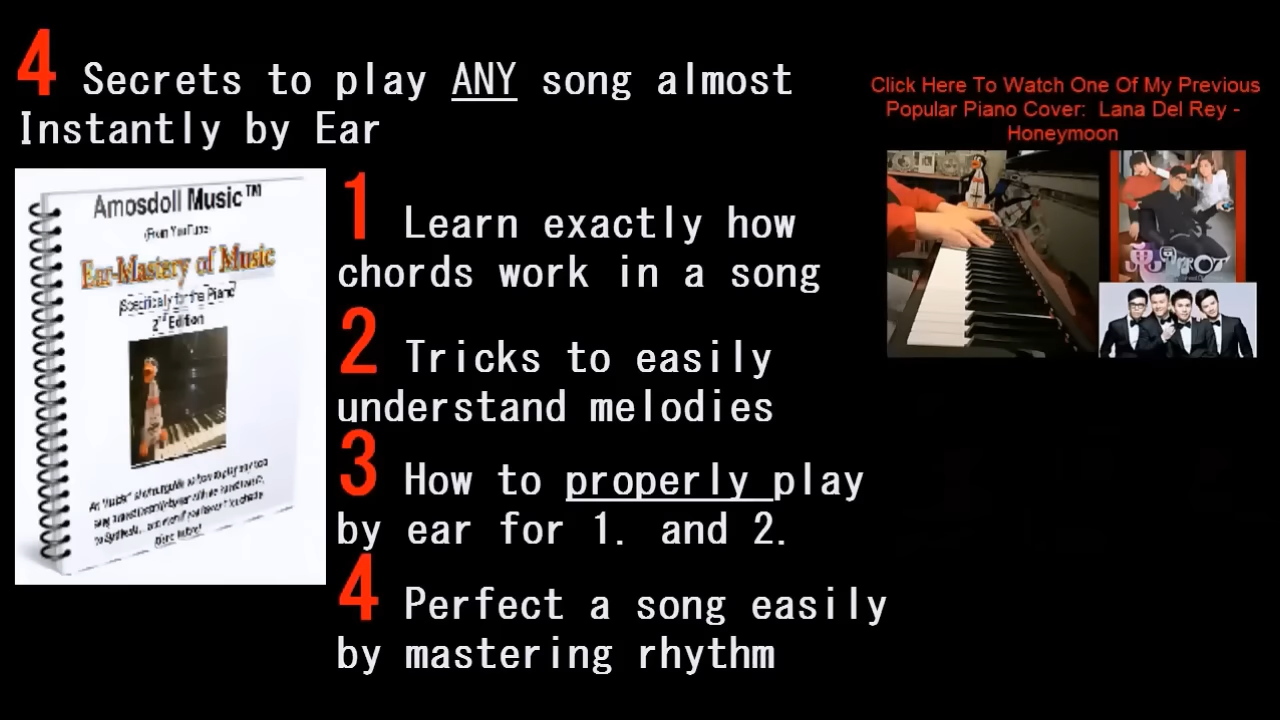 4 Secrets to play ANY song almost
Instantly by Ear
Click Here To Watch One Of My Previous
Popular Piano Cover: Lana Del Rey -
Honeymoon
Amosdoll Music™
(From YouTube)
Ear-Mastery of Music
Specifically for the Piano
2nd Edition
1 Learn exactly how
chords work in a song
2 Tricks to easily
understand melodies
3 How to properly play
by ear for 1. and 2.
4 Perfect a song easily
by mastering rhythm